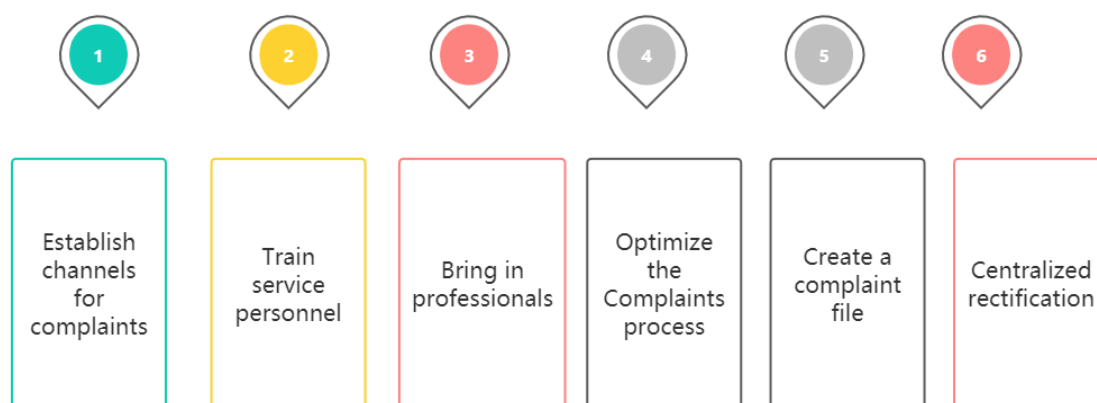 1
2
3
4
5
6
Establish
channels
for
complaints
Train
service
personnel
Bring in
professionals
Optimize
the
Complaints
process
Create a
complaint
file
Centralized
rectification